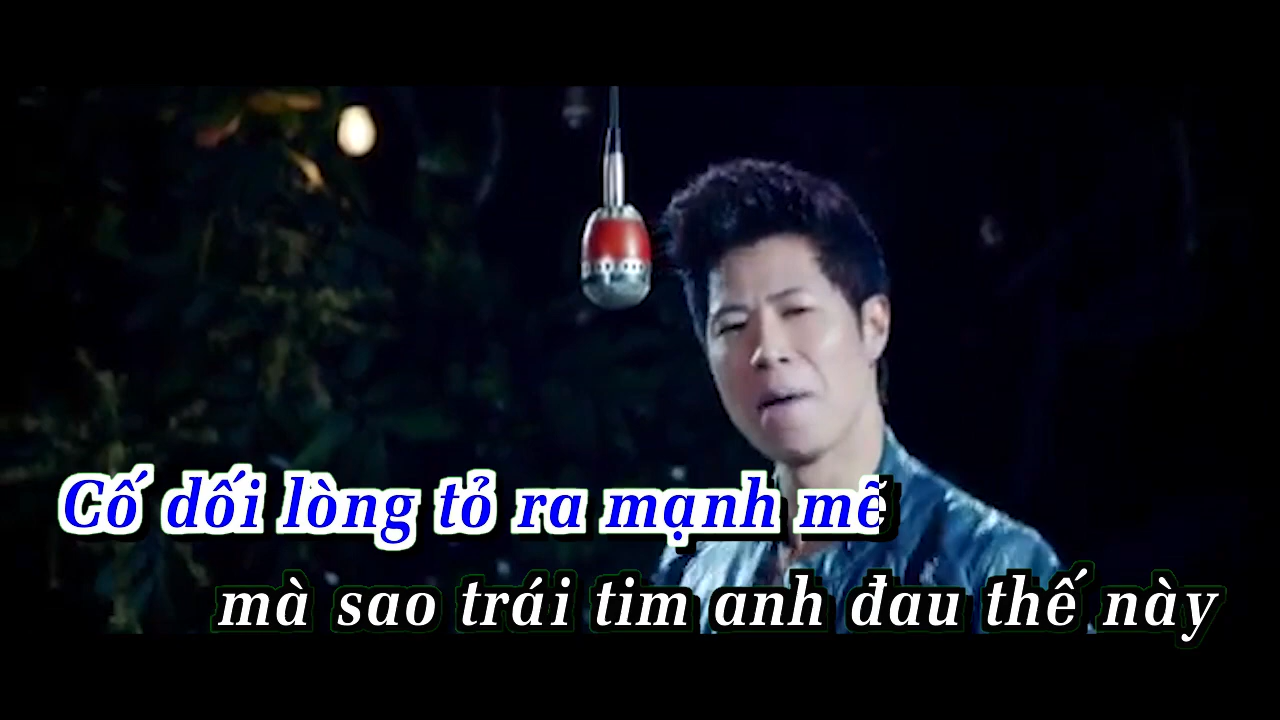 Cố dối lòng tỏ ra mạnh mẽ
mà sao trái tim anh đau thế này